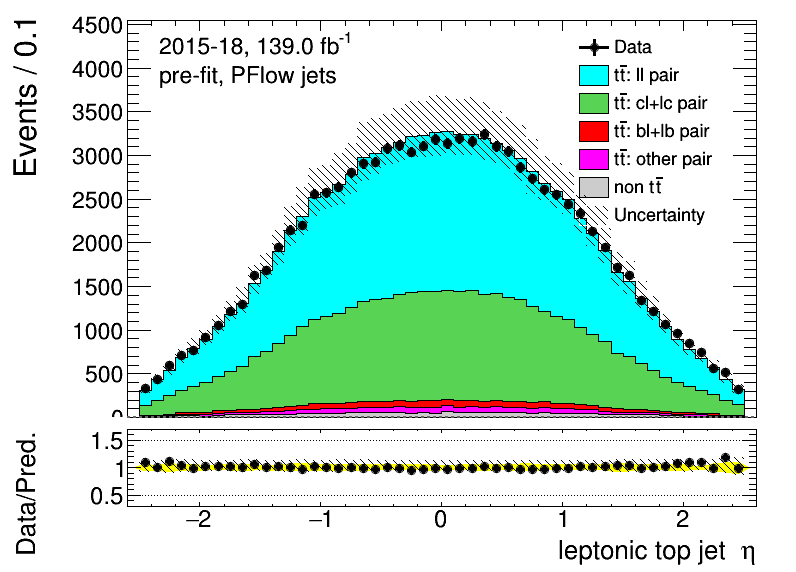 Events / 0.1
4500
4000
3500
3000
2500
2000
1500
1000
500
0
2015-18, 139.0 fb⁻¹
pre-fit, PFlow jets
Data
tt̄: ll pair
tt̄: cl+lc pair
tt̄: bl+lb pair
tt̄: other pair
non tt̄
Uncertainty
Data/Pred.
1.5
1
0.5
−2
−1
0
1
2
leptonic top jet η